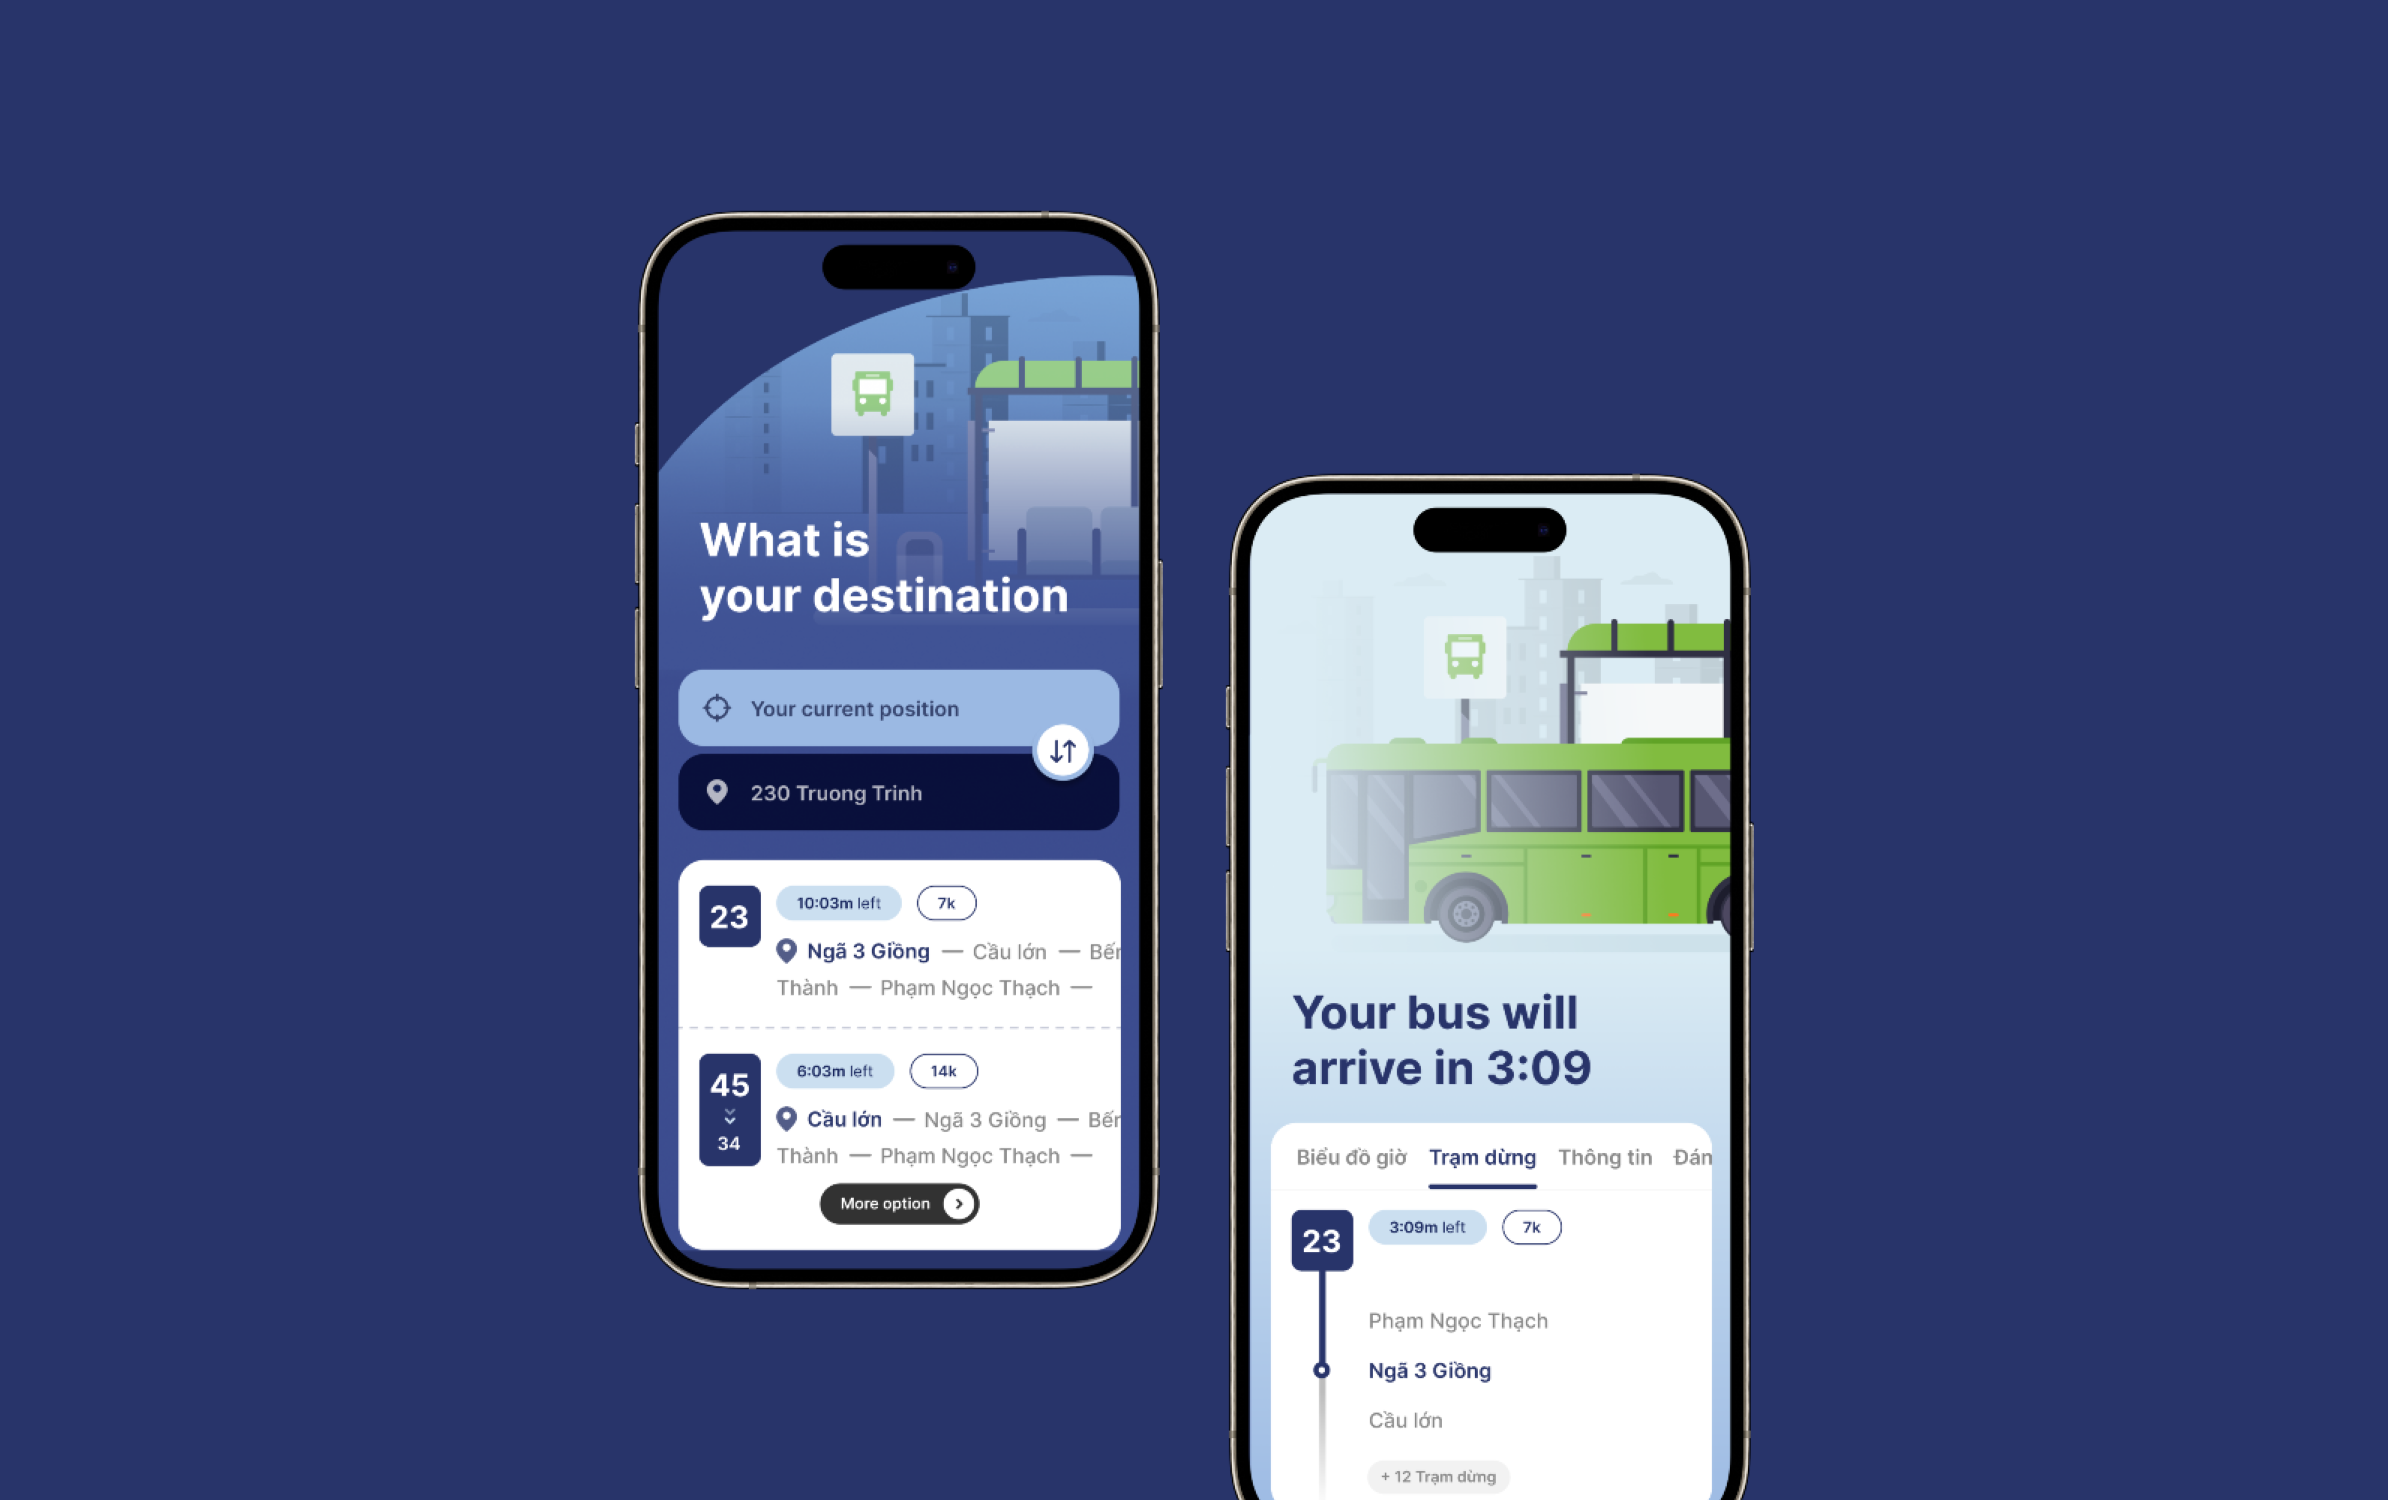 What is
your destination
Your current position
230 Truong Trinh
23
10:03m left
7k
Ngã 3 Giồng — Cầu lớn — Bến
Thành — Phạm Ngọc Thạch —
45
34
6:03m left
14k
Cầu lớn — Ngã 3 Giồng — Bến
Thành — Phạm Ngọc Thạch —
More option
Your bus will
arrive in 3:09
Biểu đồ giờ Trạm dừng Thông tin Đán
23
3:09m left
7k
Phạm Ngọc Thạch
Ngã 3 Giồng
Cầu lớn
+ 12 Trạm dừng